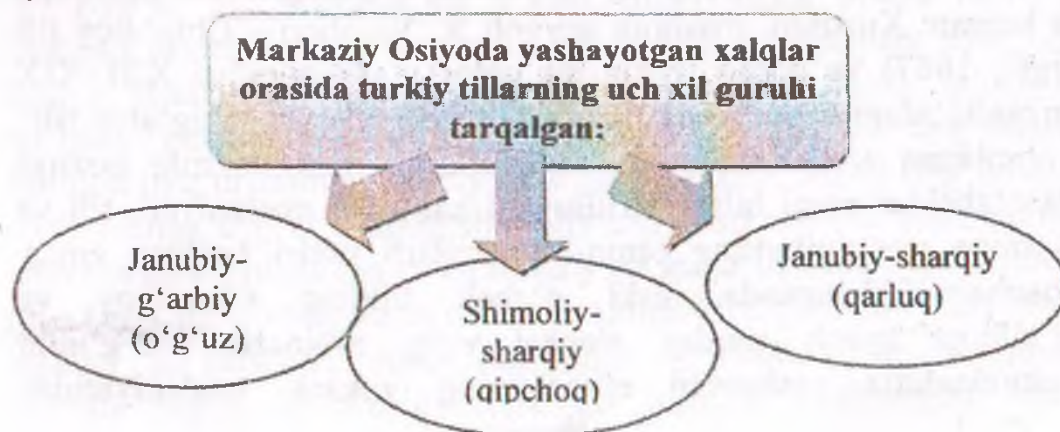 Markaziy Osiyoda yashayotgan xalqlar
orasida turkiy tillarning uch xil guruhi
tarqalgan:
Janubiy-
g‘arbiy
(o‘g‘uz)
Shimoliy-
sharqiy
(qipchoq)
Janubiy-sharqiy
(qarluq)